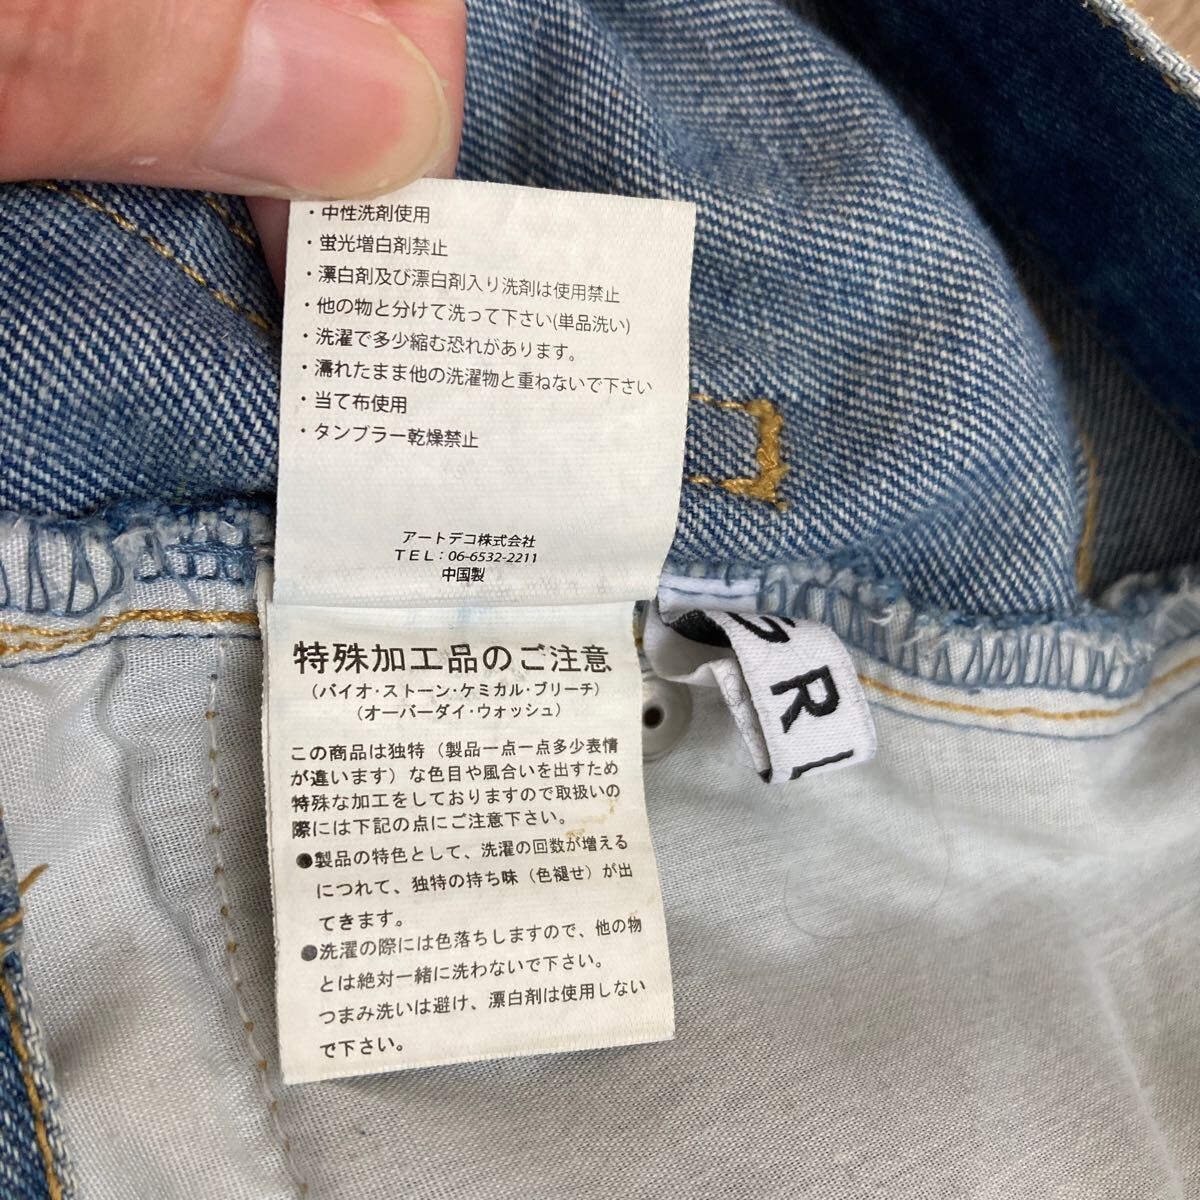 ・中性洗剤使用
・蛍光増白剤禁止
・漂白剤及び漂白剤入り洗剤は使用禁止
・他の物と分けて洗って下さい(単品洗い)
・洗濯で多少縮む恐れがあります。
・濡れたまま他の洗濯物と重ねないで下さい
・当て布使用
・タンブラー乾燥禁止
アートデコ株式会社
TEL：06-6532-2211
中国製
特殊加工品のご注意
（バイオ・ストーン・ケミカル・ブリーチ）
（オーバーダイ・ウォッシュ）
この商品は独特（製品一点一点多少表情
が違います）な色目や風合いを出すため
特殊な加工をしておりますので取扱いの
際には下記の点にご注意下さい。
●製品の特色として、洗濯の回数が増える
につれて、独特の持ち味（色褪せ）が出
てきます。
●洗濯の際には色落ちしますので、他の物
とは絶対一緒に洗わないで下さい。
つまみ洗いは避け、漂白剤は使用しない
で下さい。